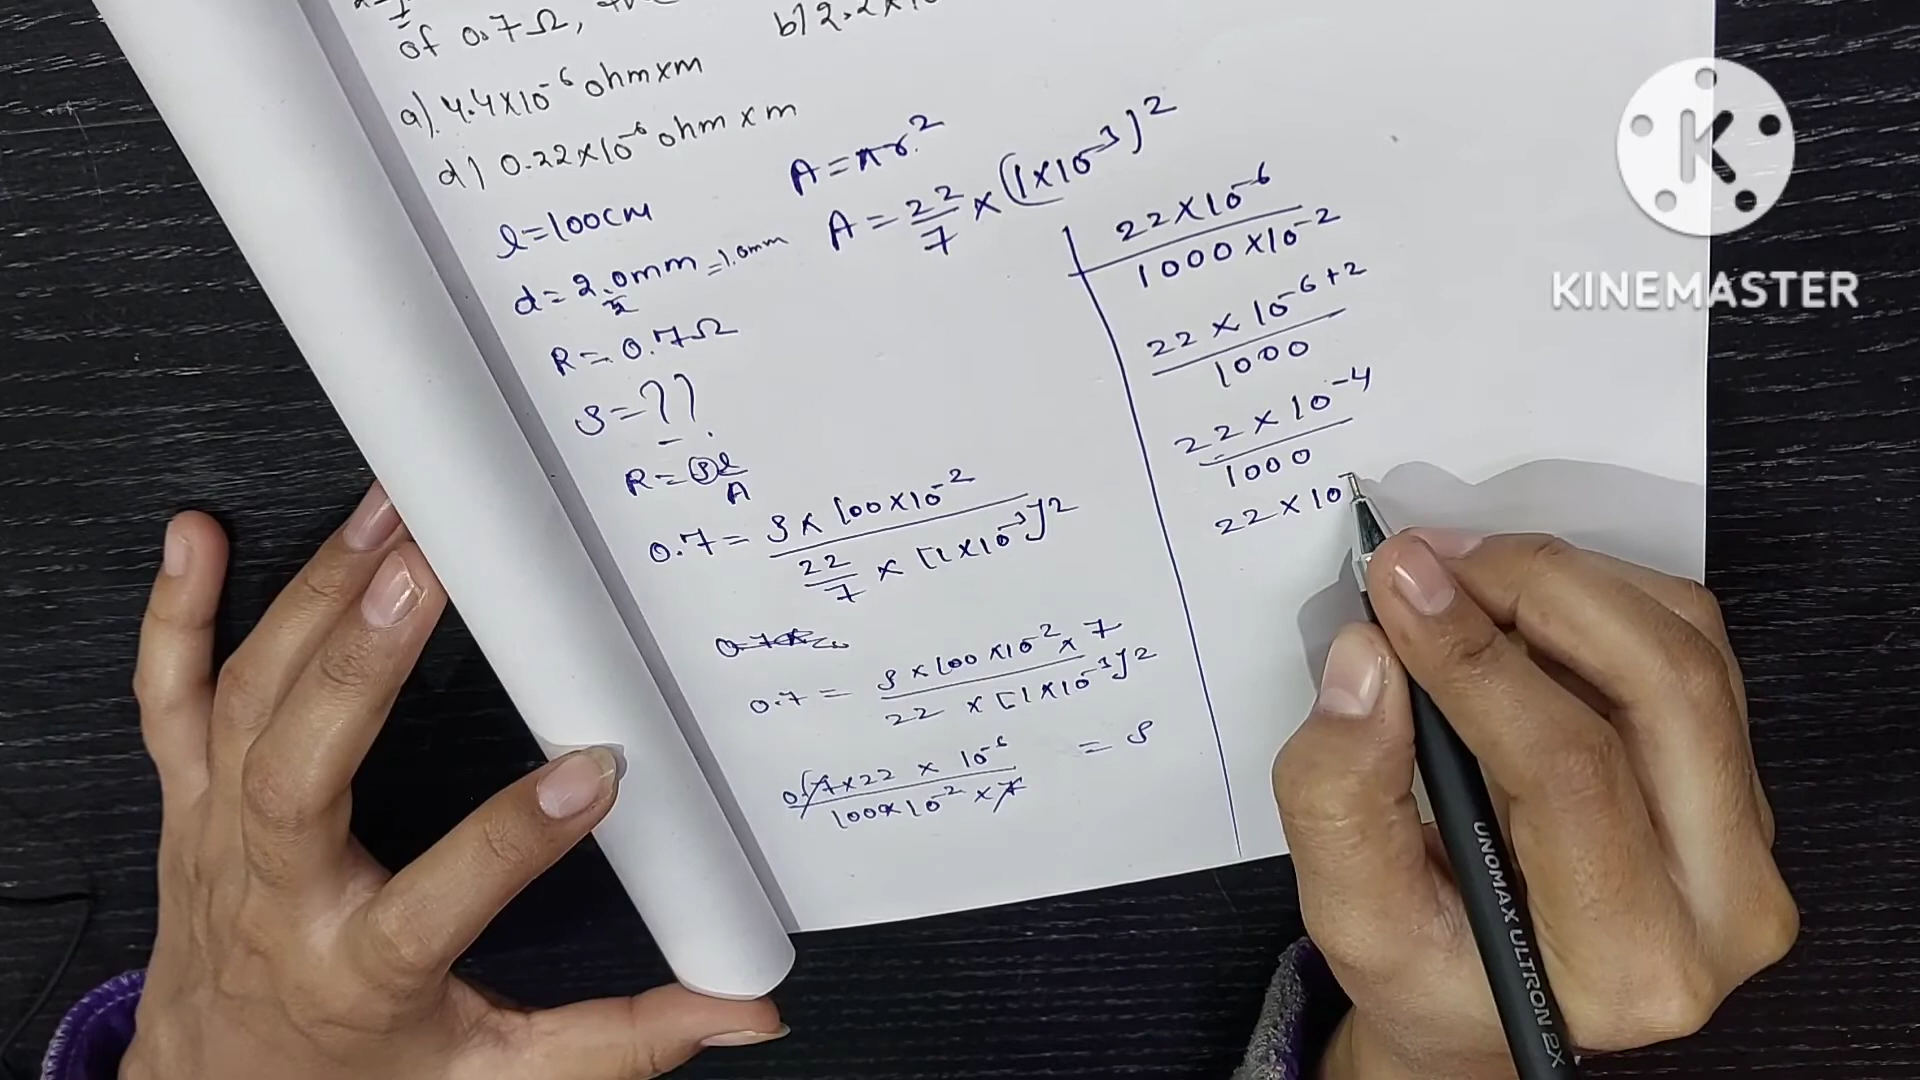 of 0.7Ω,
b) 2.2×10
a). 4.4×10⁻⁶ ohm×m
d) 0.22×10⁻⁶ ohm×m
l=100cm
d=2.0mm =1.0mm
2
R=0.7Ω
ρ=??
R=ρl/A
0.7 = ρ×100×10⁻² / 22/7 × [1×10⁻³]²
0.7 = ρ×100×10⁻²×7 / 22 × [1×10⁻³]²
0.7×22 × 10⁻⁶ / 100×10⁻²×7 = ρ
A=πr²
A=22/7×(1×10⁻³)²
22×10⁻⁶ / 1000×10⁻²
22×10⁻⁶⁺² / 1000
22×10⁻⁴ / 1000
22×10⁻
K
KINEMASTER
UNOMAX ULTRON 2X